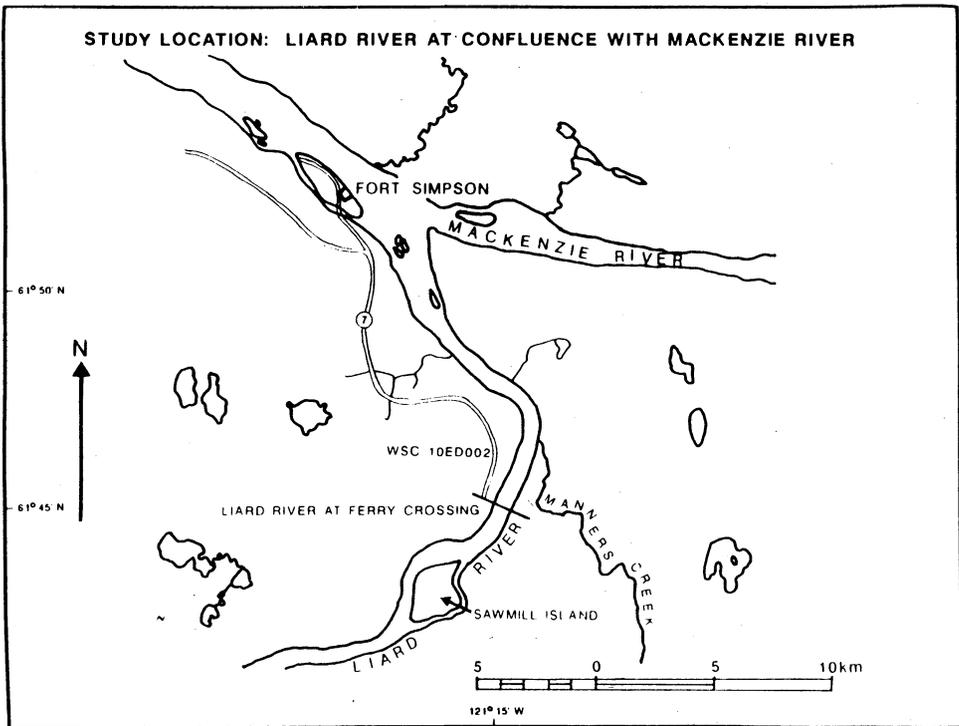 STUDY LOCATION: LIARD RIVER AT CONFLUENCE WITH MACKENZIE RIVER
FORT SIMPSON
MACKENZIE RIVER
61° 50' N
7
N
WSC 10ED002
61° 45' N
LIARD RIVER AT FERRY CROSSING
MANNERS CREEK
LIARD RIVER
SAWMILL ISLAND
5 0 5 10km
121° 15' W